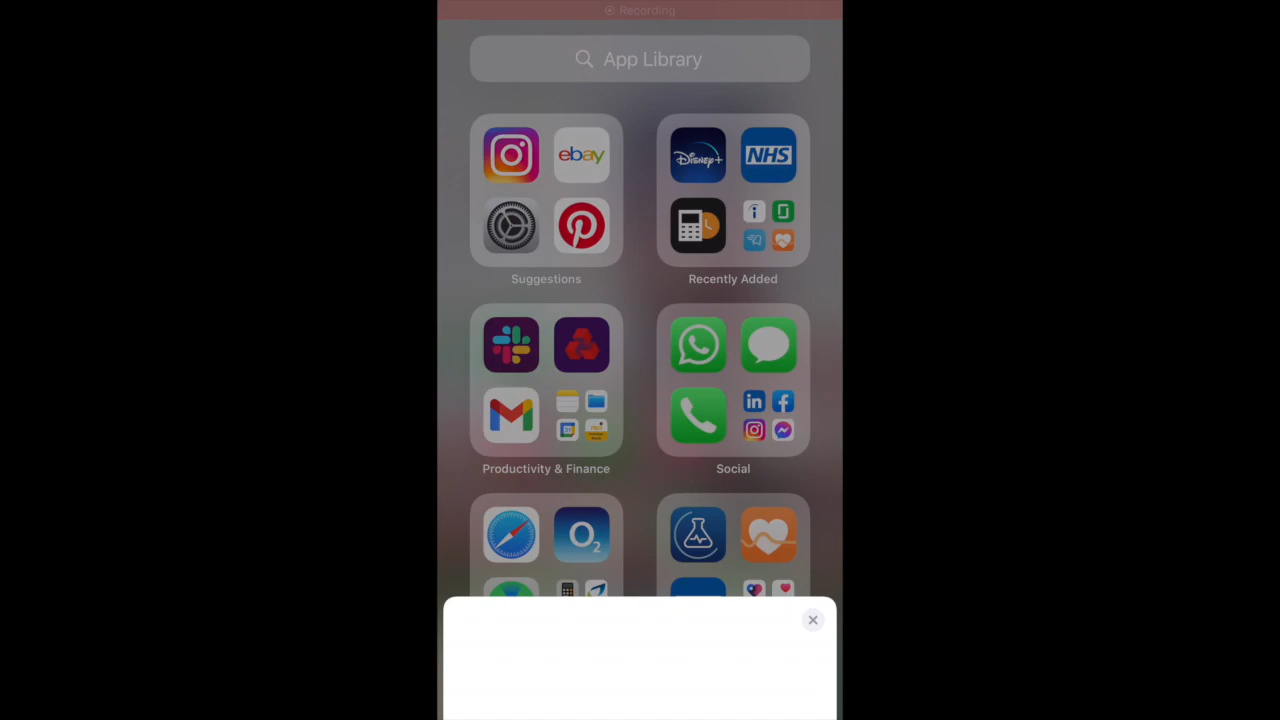 Recording
App Library
ebay
Disney+
NHS
Suggestions
Recently Added
in
Productivity & Finance
Social
O2